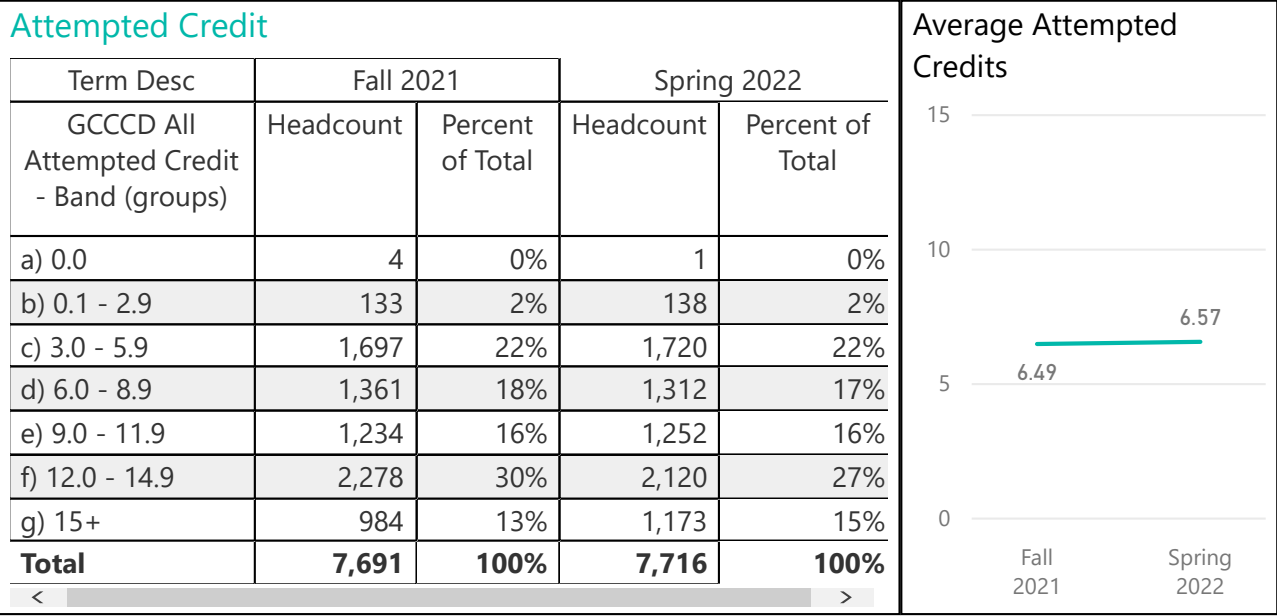 Attempted Credit
Term Desc Fall 2021 Spring 2022
GCCCD All
Attempted Credit
- Band (groups)
Headcount
Percent
of Total
Headcount
Percent of
Total
a) 0.0 4 0% 1 0%
b) 0.1 - 2.9 133 2% 138 2%
c) 3.0 - 5.9 1,697 22% 1,720 22%
d) 6.0 - 8.9 1,361 18% 1,312 17%
e) 9.0 - 11.9 1,234 16% 1,252 16%
f) 12.0 - 14.9 2,278 30% 2,120 27%
g) 15+ 984 13% 1,173 15%
Total 7,691 100% 7,716 100%
Average Attempted
Credits
15
10
5
0
6.49
6.57
Fall
2021
Spring
2022